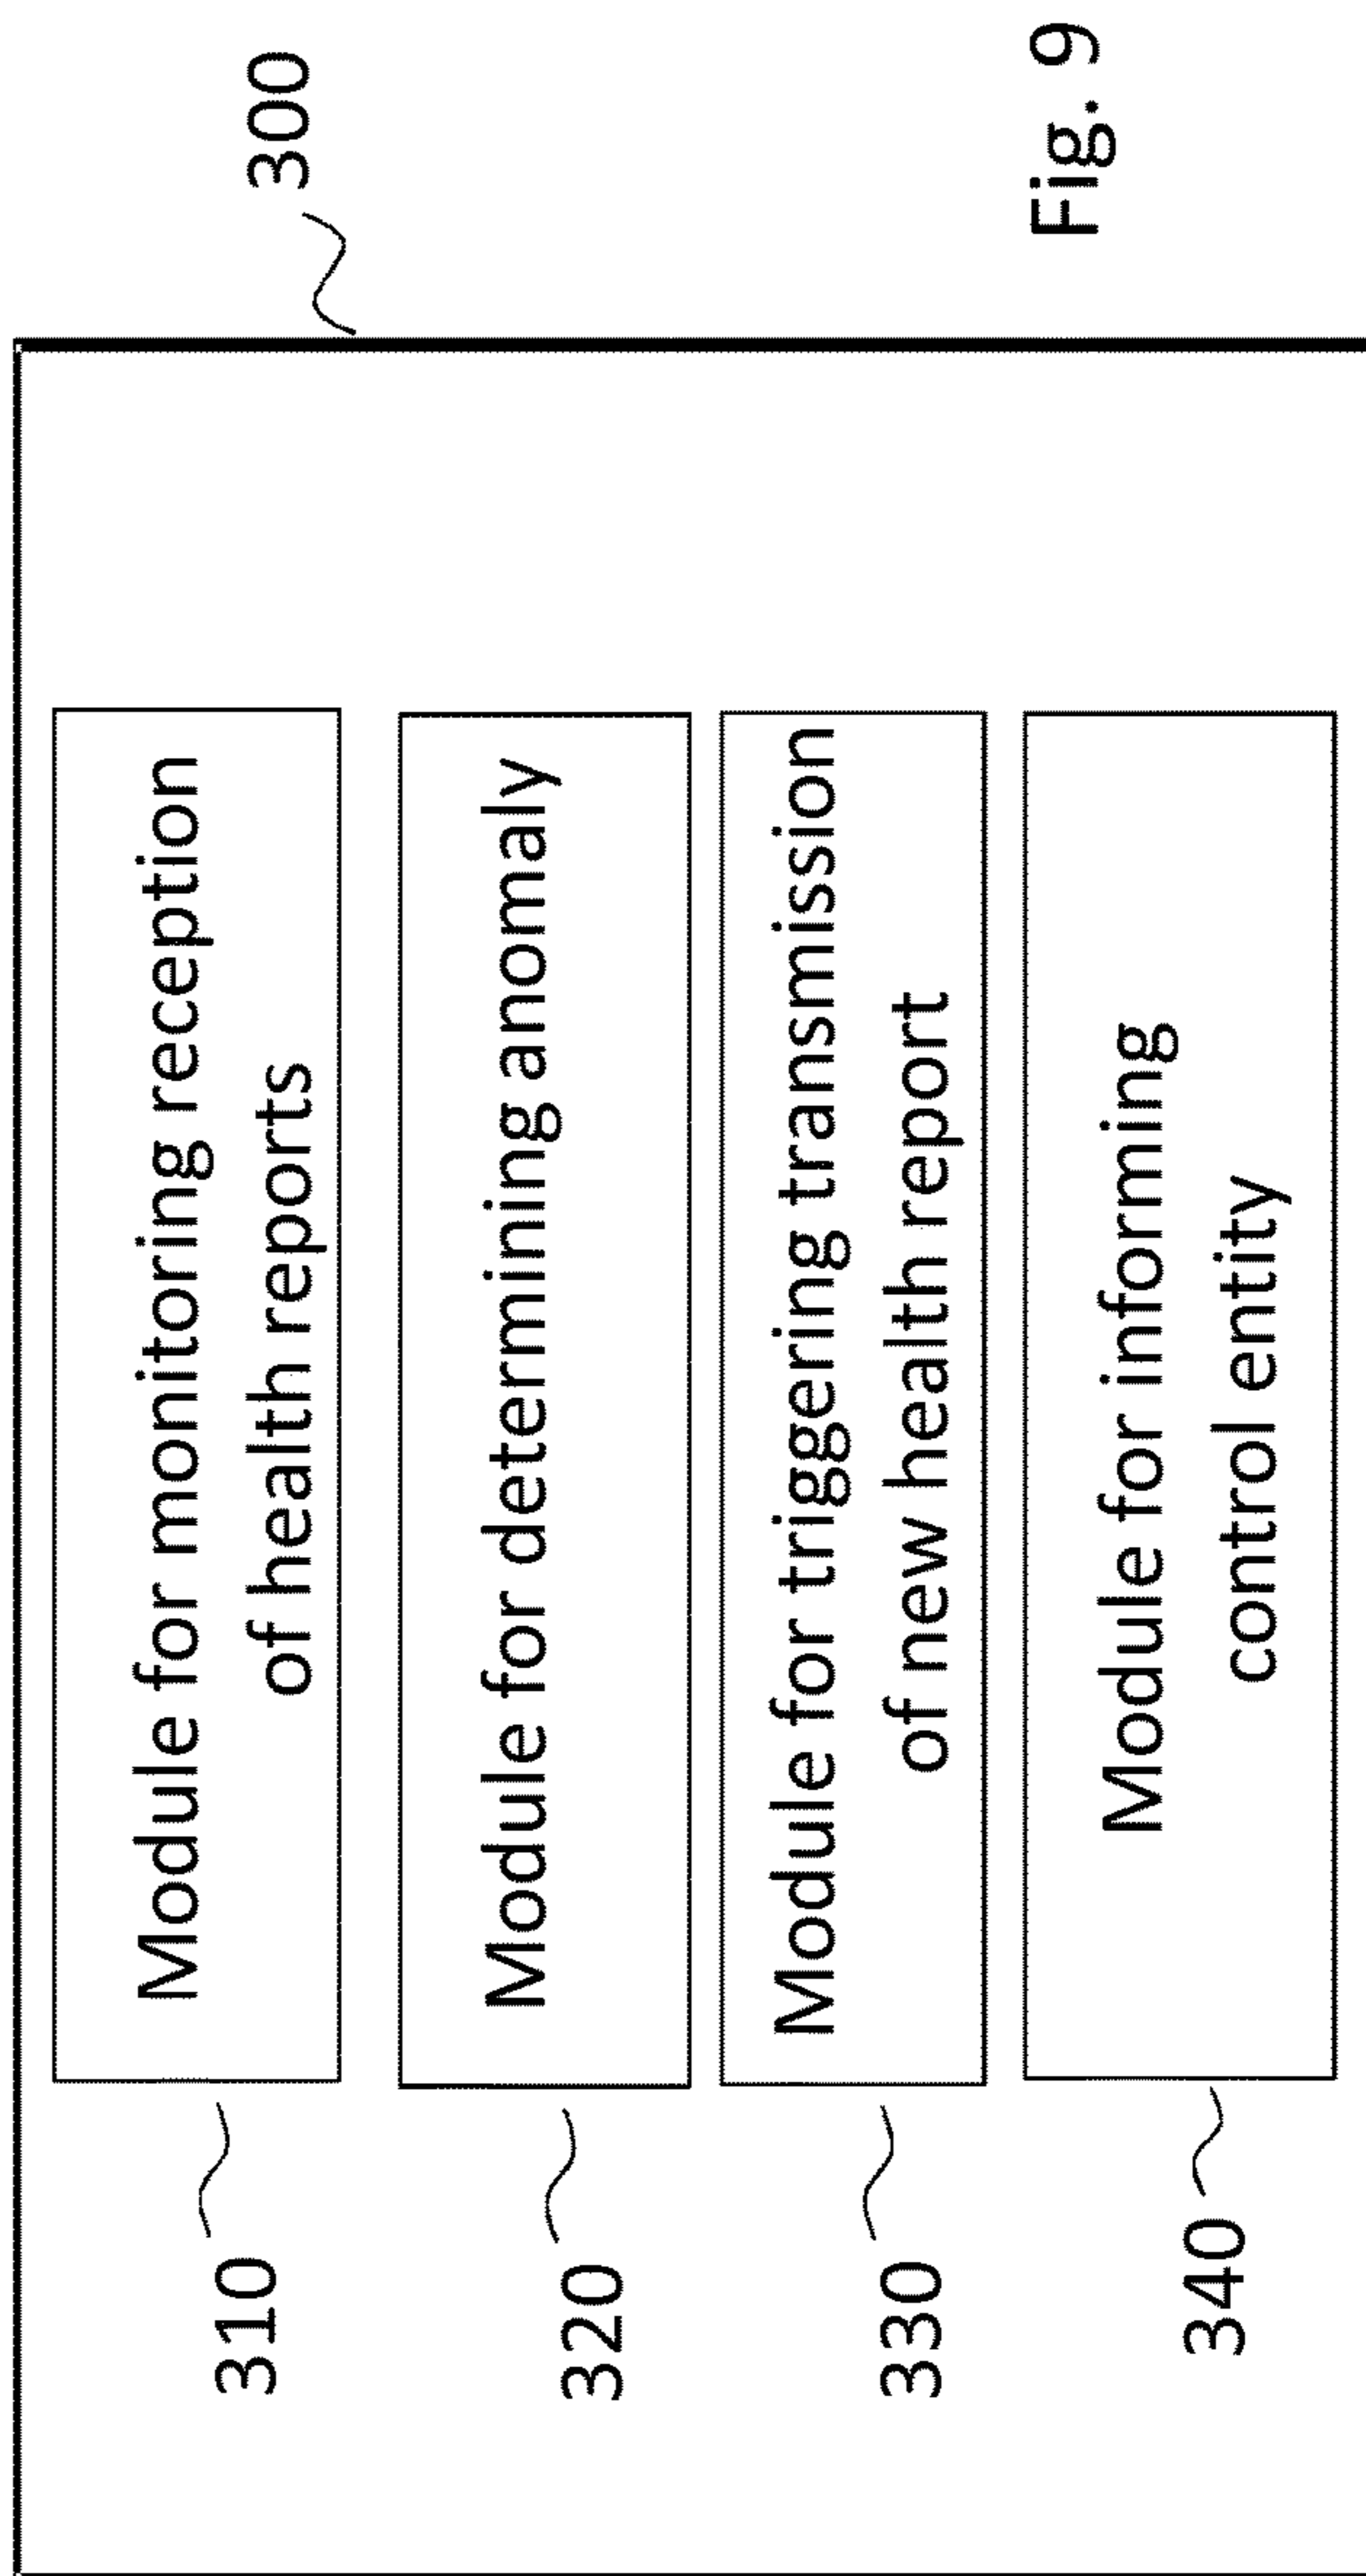 300
310
Module for monitoring reception
of health reports
320
Module for determining anomaly
330
Module for triggering transmission
of new health report
340
Module for informing
control entity
Fig. 9